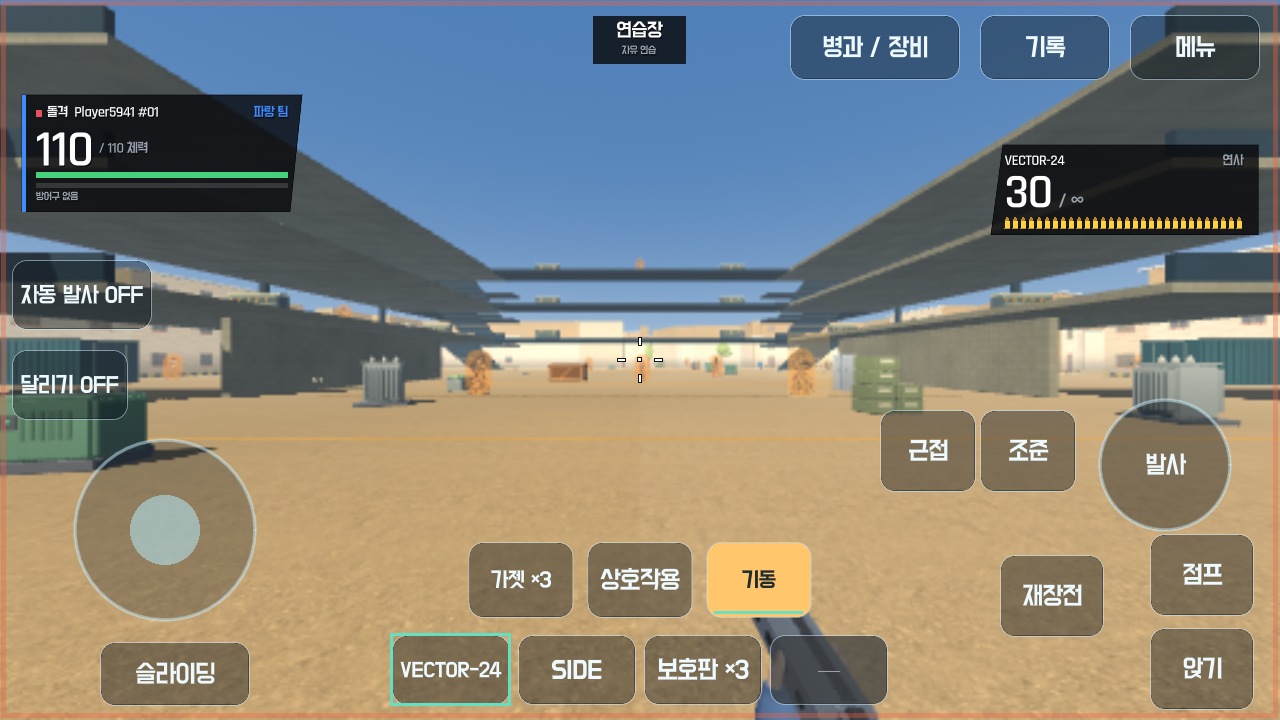 연습장
자유 연습
병과 / 장비
기록
메뉴
돌격 Player5941 #01
파랑 팀
110 / 110 체력
방어구 없음
VECTOR-24
연사
30 / ∞
자동 발사 OFF
달리기 OFF
근접
조준
발사
가젯 ×3
상호작용
기동
재장전
점프
슬라이딩
VECTOR-24
SIDE
보호판 ×3
—
앉기